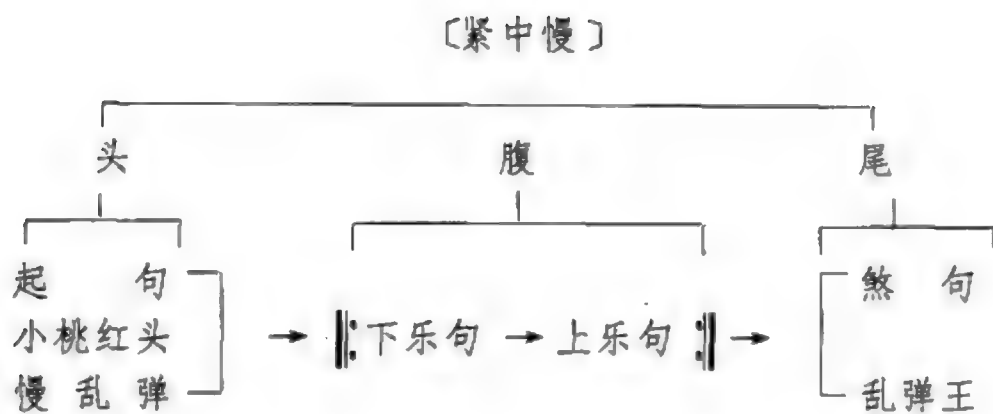 〔紧中慢〕
头 腹 尾
起句 煞句
小桃红头 → 下乐句 → 上乐句 →
慢乱弹 乱弹王